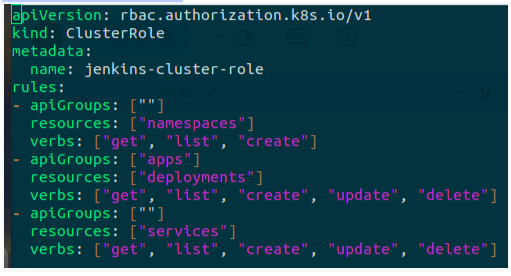 apiVersion: rbac.authorization.k8s.io/v1
kind: ClusterRole
metadata:
  name: jenkins-cluster-role
rules:
- apiGroups: [""]
  resources: ["namespaces"]
  verbs: ["get", "list", "create"]
- apiGroups: ["apps"]
  resources: ["deployments"]
  verbs: ["get", "list", "create", "update", "delete"]
- apiGroups: [""]
  resources: ["services"]
  verbs: ["get", "list", "create", "update", "delete"]